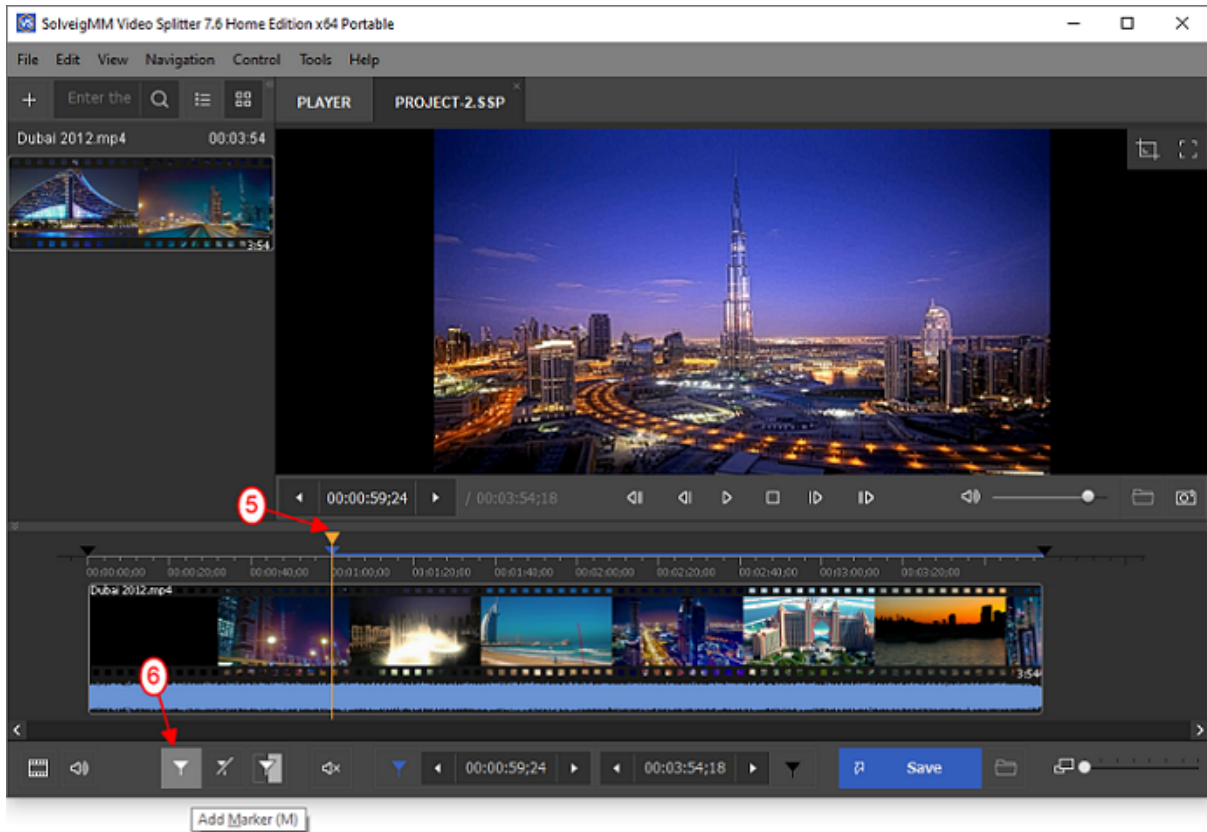 SolveigMM Video Splitter 7.6 Home Edition x64 Portable
File Edit View Navigation Control Tools Help
Enter the
PLAYER
PROJECT-2.SSP
Dubai 2012.mp4 00:03:54
3:54
00:00:59;24 / 00:03:54;18
5
00:00:00;00 00:00:20;00 00:00:40;00 00:01:00;00 00:01:20;00 00:01:40;00 00:02:00;00 00:02:20;00 00:02:40;00 00:03:00;00 00:03:20;00
Dubai 2012.mp4
3:54
6
00:00:59;24 00:03:54;18 Save
Add Marker (M)